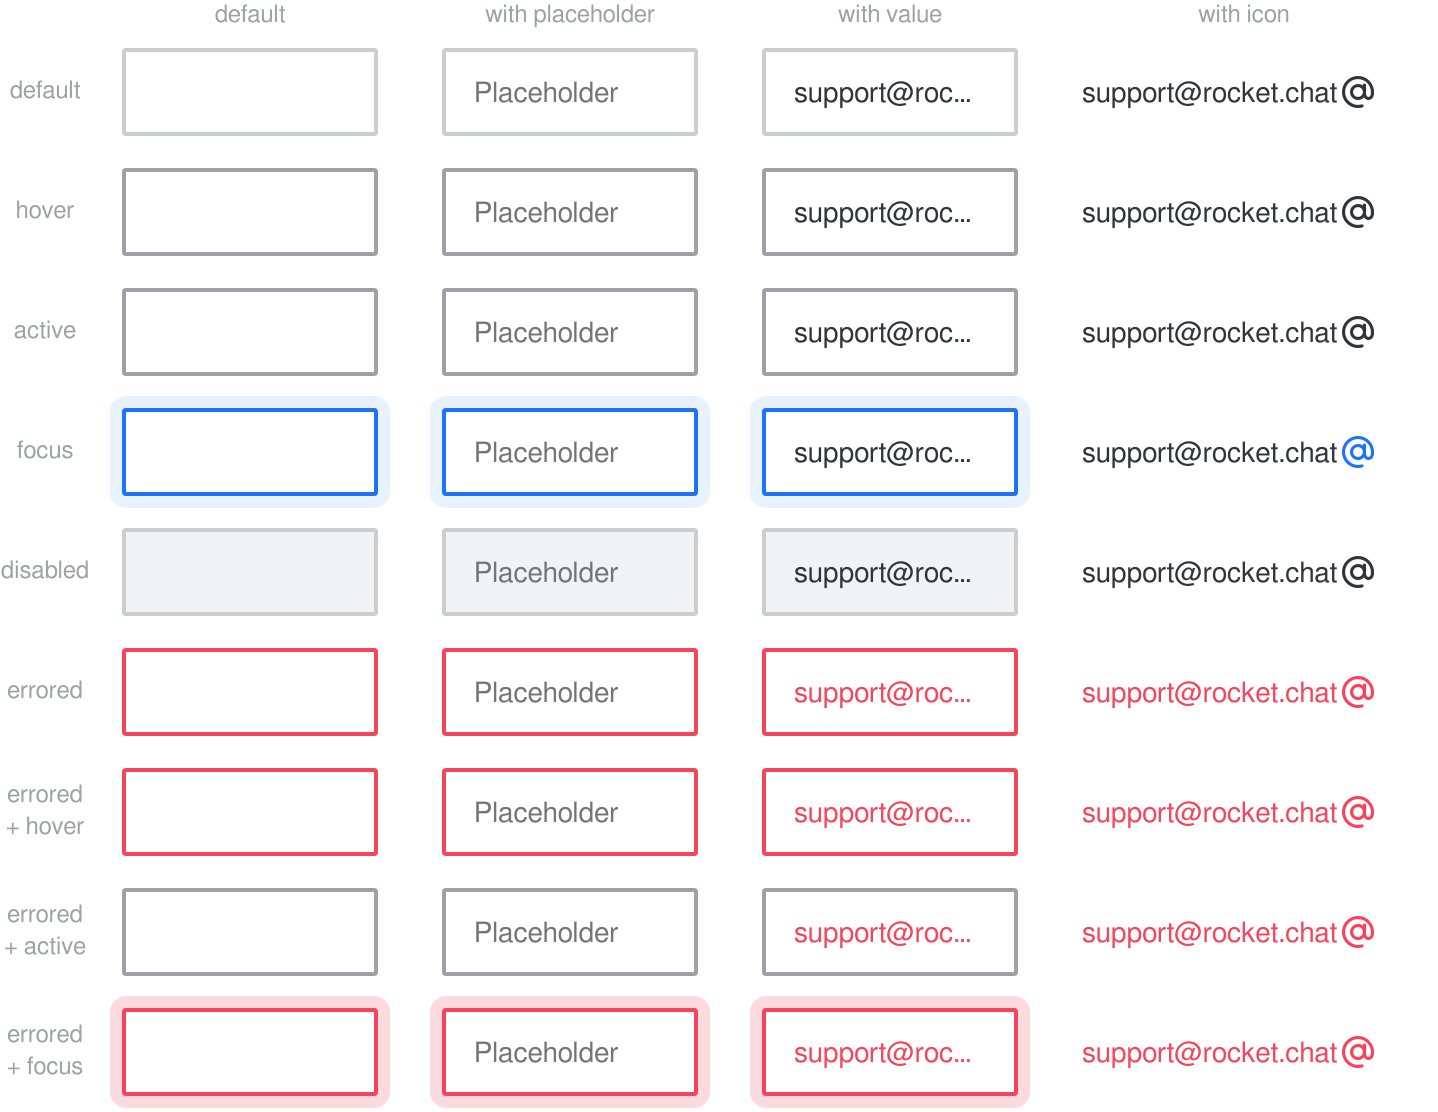 default with placeholder with value with icon
default Placeholder support@roc... support@rocket.chat @
hover Placeholder support@roc... support@rocket.chat @
active Placeholder support@roc... support@rocket.chat @
focus Placeholder support@roc... support@rocket.chat @
disabled Placeholder support@roc... support@rocket.chat @
errored Placeholder support@roc... support@rocket.chat @
errored
+ hover Placeholder support@roc... support@rocket.chat @
errored
+ active Placeholder support@roc... support@rocket.chat @
errored
+ focus Placeholder support@roc... support@rocket.chat @